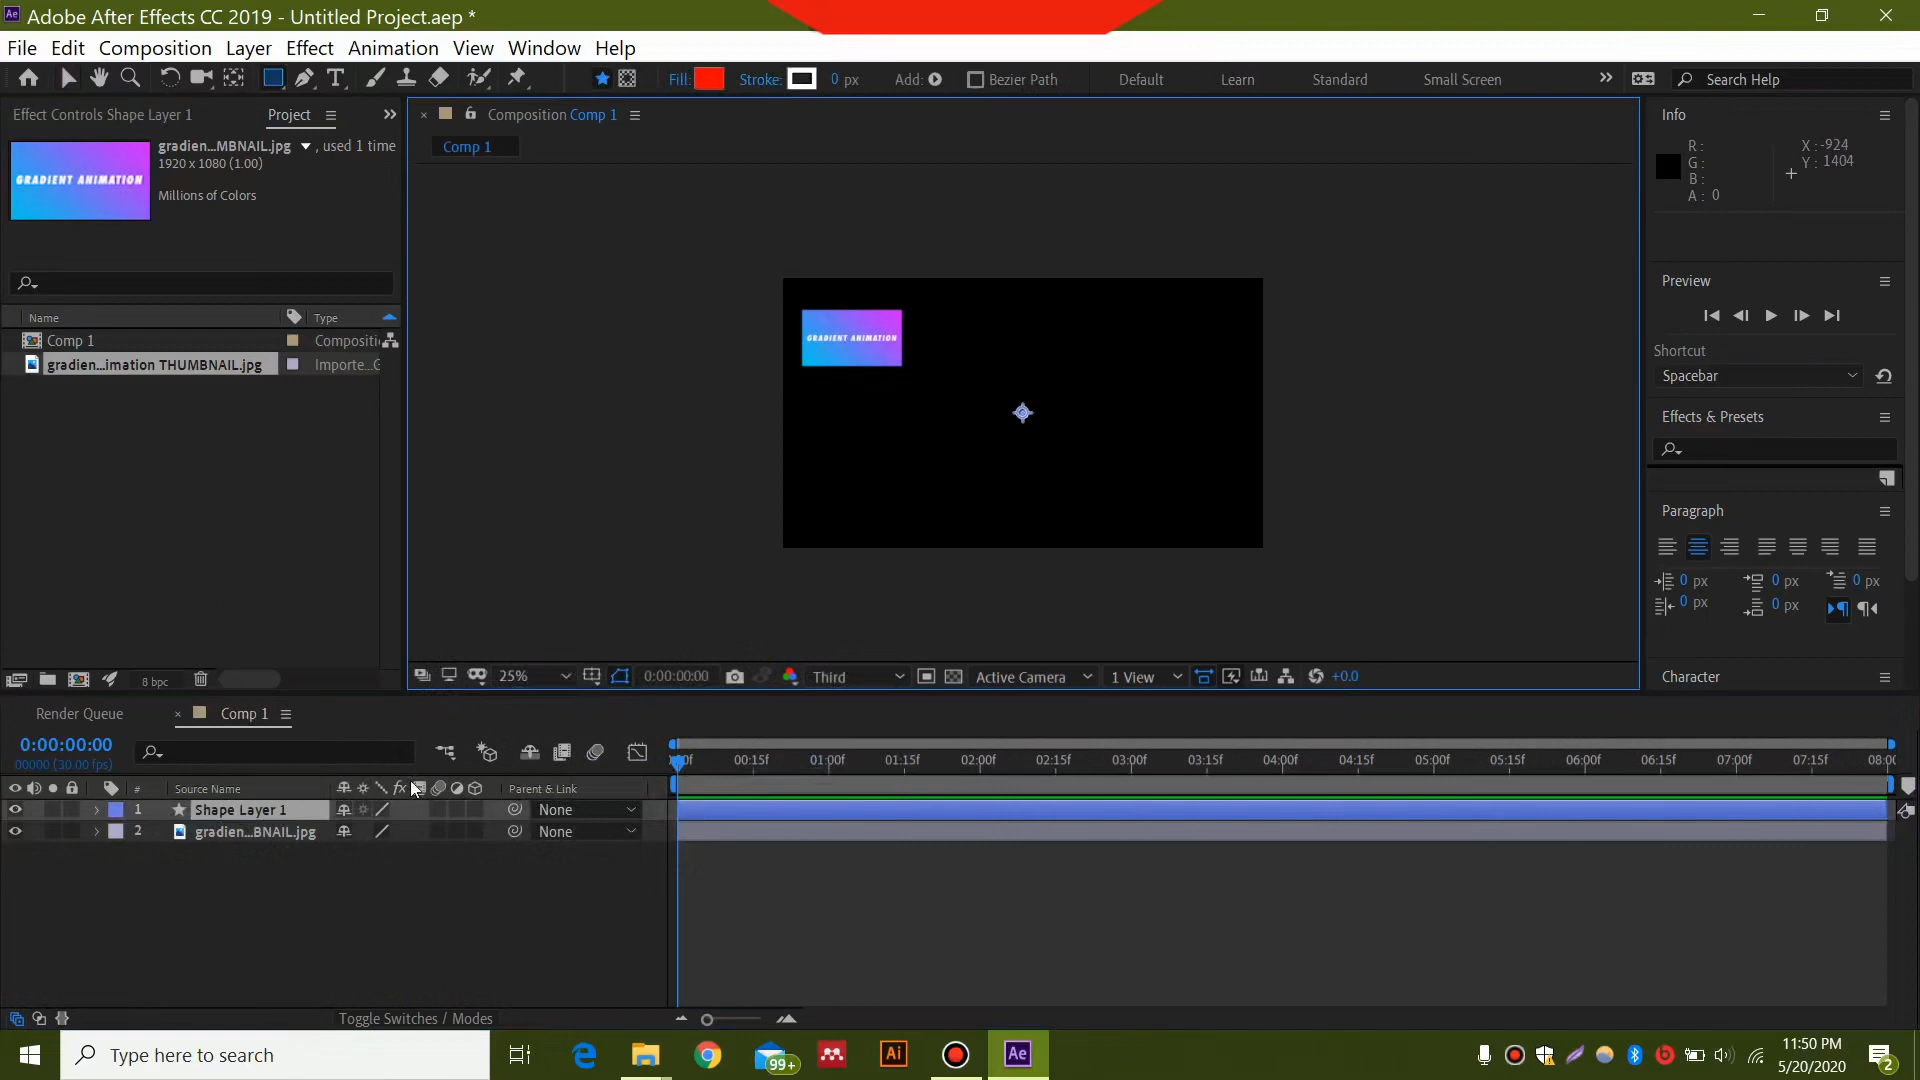 Adobe After Effects CC 2019 - Untitled Project.aep *
File Edit Composition Layer Effect Animation View Window Help
Fill: Stroke: 0 px Add: Bezier Path Default Learn Standard Small Screen Search Help
Effect Controls Shape Layer 1 Project
Composition Comp 1
Comp 1
gradien...MBNAIL.jpg , used 1 time
1920 x 1080 (1.00)
Millions of Colors
GRADIENT ANIMATION
Name Type
Comp 1 Compositi
gradien...imation THUMBNAIL.jpg Importe...G
8 bpc
GRADIENT ANIMATION
25% 0:00:00:00 Third Active Camera 1 View +0.0
Info
R :
G :
B :
A : 0
X : -924
Y : 1404
Preview
Shortcut
Spacebar
Effects & Presets
Paragraph
0 px 0 px 0 px
0 px 0 px
Character
Render Queue Comp 1
0:00:00:00
00000 (30.00 fps)
00:15f 01:00f 01:15f 02:00f 02:15f 03:00f 03:15f 04:00f 04:15f 05:00f 05:15f 06:00f 06:15f 07:00f 07:15f 08:00
# Source Name fx Parent & Link
1 Shape Layer 1 None
2 gradien...BNAIL.jpg None
Toggle Switches / Modes
Type here to search
99+
Ai
Ae
11:50 PM
5/20/2020
2